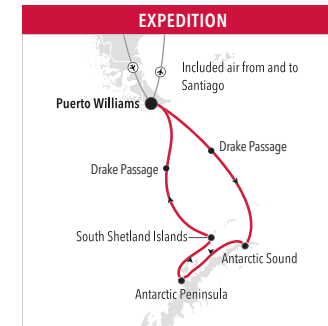 EXPEDITION
Included air from and to
Santiago
Puerto Williams
Drake Passage
Drake Passage
South Shetland Islands
Antarctic Sound
Antarctic Peninsula